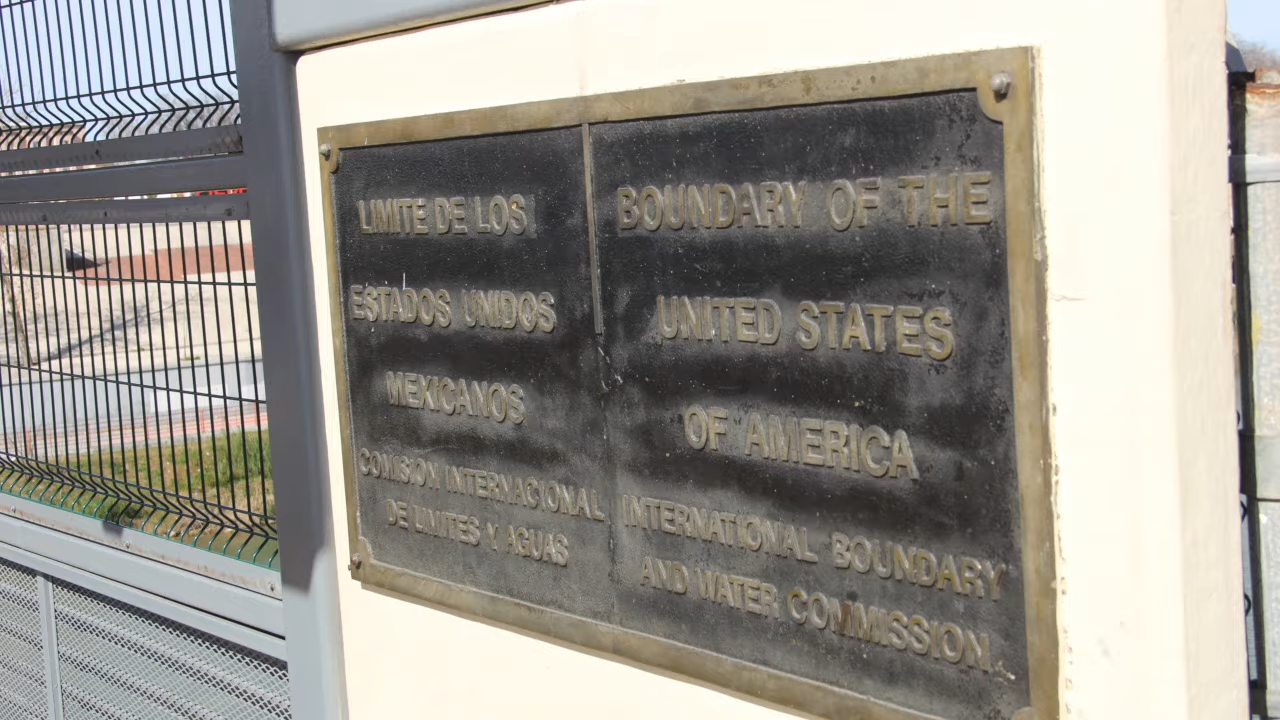 LIMITE DE LOS
ESTADOS UNIDOS
MEXICANOS
COMISION INTERNACIONAL
DE LIMITES Y AGUAS
BOUNDARY OF THE
UNITED STATES
OF AMERICA
INTERNATIONAL BOUNDARY
AND WATER COMMISSION